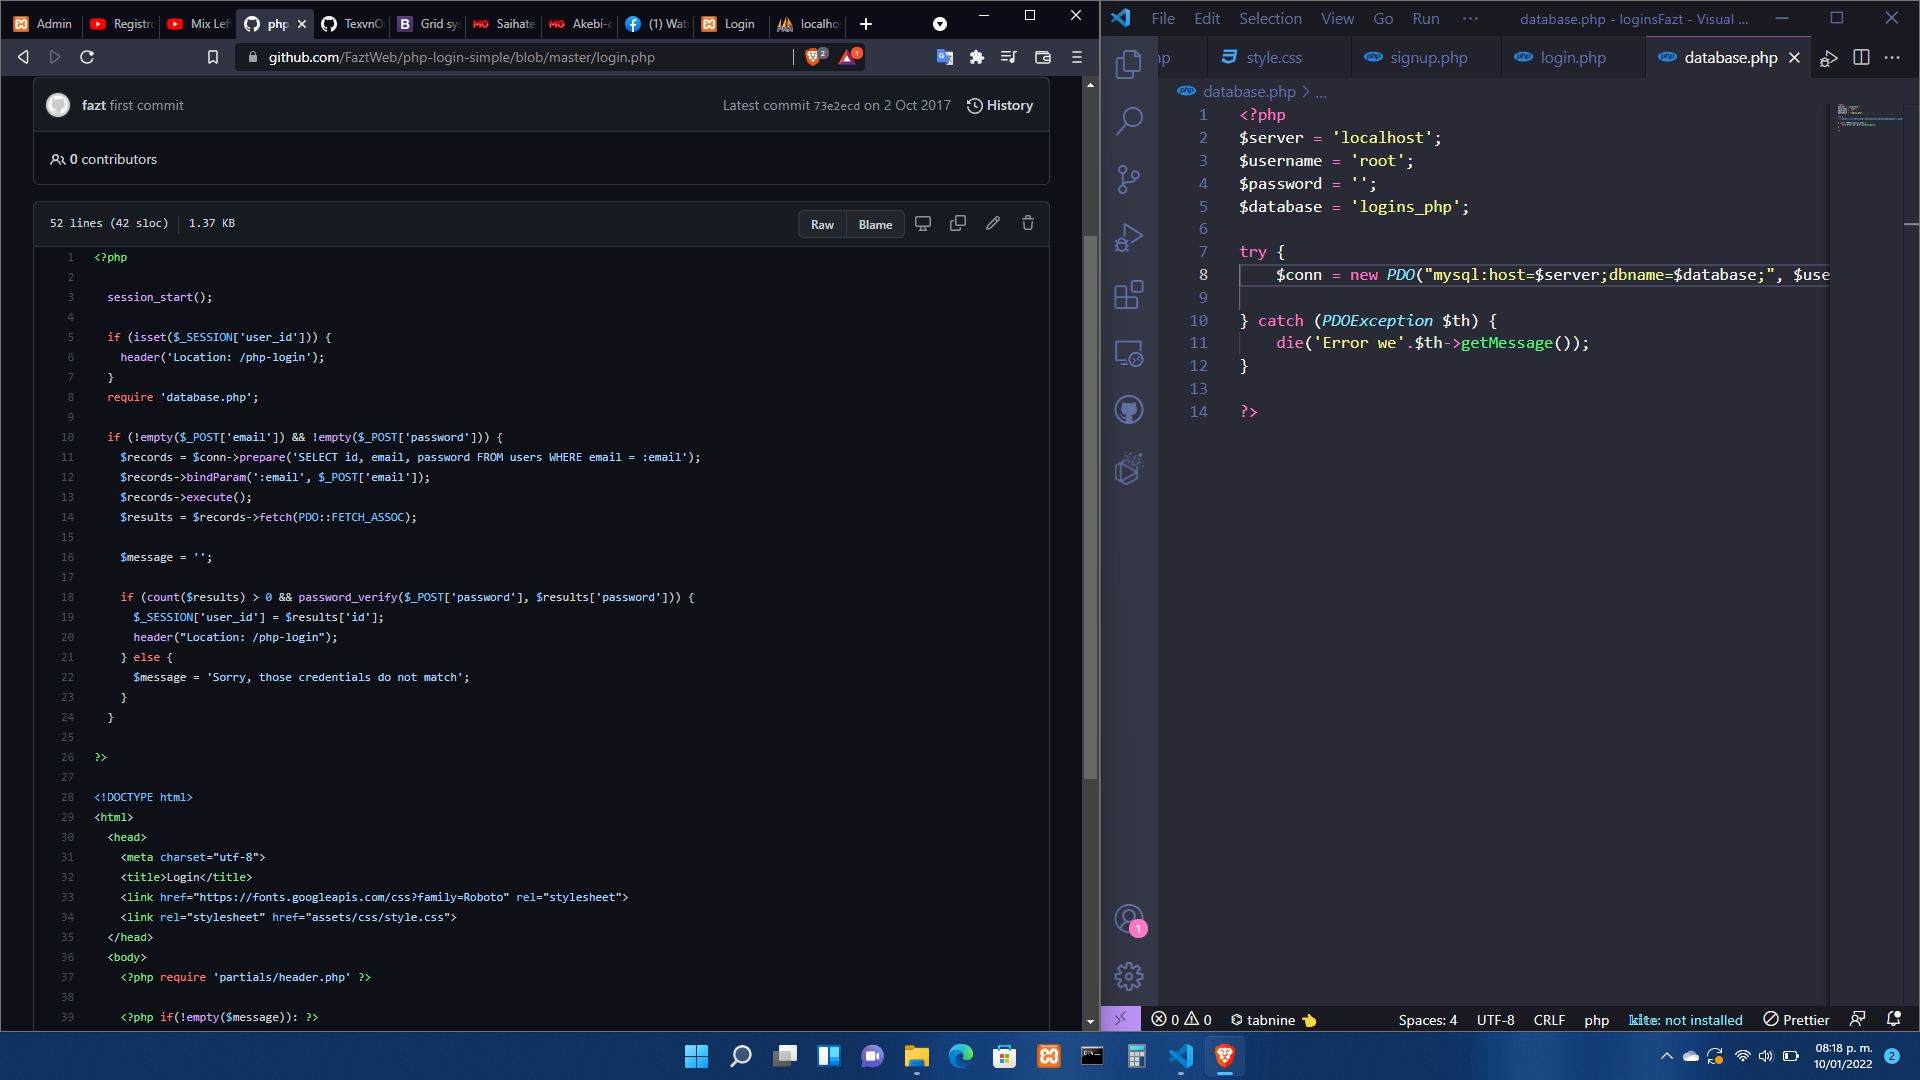 Admin
Registro
Mix Lef
php
TexvnO
Grid sy
Saihate
Akebi-
(1) Wat
Login
localho
github.com/FaztWeb/php-login-simple/blob/master/login.php
2
1
fazt first commit
Latest commit 73e2ecd on 2 Oct 2017
History
0 contributors
52 lines (42 sloc)
1.37 KB
Raw
Blame
1 <?php
2
3 session_start();
4
5 if (isset($_SESSION['user_id'])) {
6 header('Location: /php-login');
7 }
8 require 'database.php';
9
10 if (!empty($_POST['email']) && !empty($_POST['password'])) {
11 $records = $conn->prepare('SELECT id, email, password FROM users WHERE email = :email');
12 $records->bindParam(':email', $_POST['email']);
13 $records->execute();
14 $results = $records->fetch(PDO::FETCH_ASSOC);
15
16 $message = '';
17
18 if (count($results) > 0 && password_verify($_POST['password'], $results['password'])) {
19 $_SESSION['user_id'] = $results['id'];
20 header("Location: /php-login");
21 } else {
22 $message = 'Sorry, those credentials do not match';
23 }
24 }
25
26 ?>
27
28 <!DOCTYPE html>
29 <html>
30 <head>
31 <meta charset="utf-8">
32 <title>Login</title>
33 <link href="https://fonts.googleapis.com/css?family=Roboto" rel="stylesheet">
34 <link rel="stylesheet" href="assets/css/style.css">
35 </head>
36 <body>
37 <?php require 'partials/header.php' ?>
38
39 <?php if(!empty($message)): ?>
File Edit Selection View Go Run ···
database.php - loginsFazt - Visual ...
hp
style.css
signup.php
login.php
database.php
database.php > ...
1 <?php
2 $server = 'localhost';
3 $username = 'root';
4 $password = '';
5 $database = 'logins_php';
6
7 try {
8 $conn = new PDO("mysql:host=$server;dbname=$database;", $use
9
10 } catch (PDOException $th) {
11 die('Error we'.$th->getMessage());
12 }
13
14 ?>
1
0 0
tabnine
Spaces: 4
UTF-8
CRLF
php
kite: not installed
Prettier
08:18 p. m.
10/01/2022
2